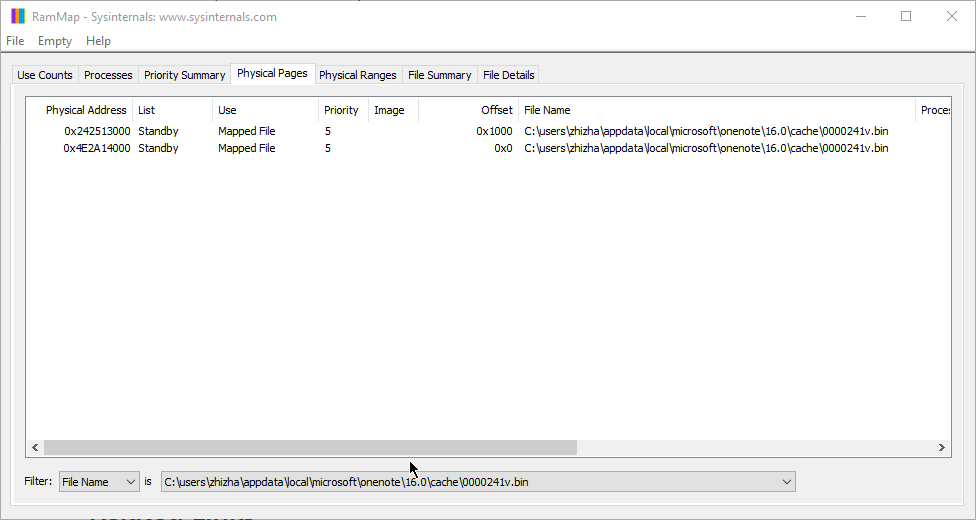 RamMap - Sysinternals: www.sysinternals.com
File Empty Help
Use Counts Processes Priority Summary Physical Pages Physical Ranges File Summary File Details
Physical Address List Use Priority Image Offset File Name Proces
0x242513000 Standby Mapped File 5 0x1000 C:\users\zhizha\appdata\local\microsoft\onenote\16.0\cache\0000241v.bin
0x4E2A14000 Standby Mapped File 5 0x0 C:\users\zhizha\appdata\local\microsoft\onenote\16.0\cache\0000241v.bin
Filter: File Name is C:\users\zhizha\appdata\local\microsoft\onenote\16.0\cache\0000241v.bin